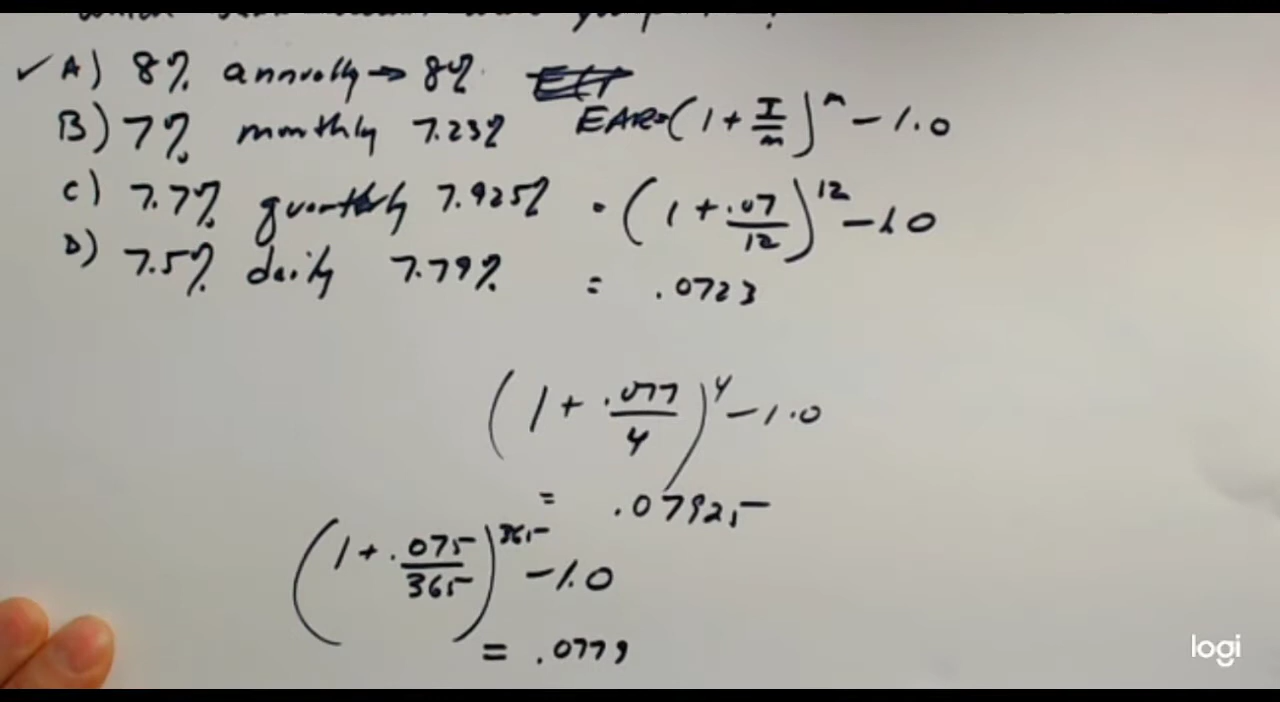 ✓ A) 8% annually → 8%
B) 7% monthly 7.23% EAR=(1 + I/m)^m - 1.0
C) 7.7% quarterly 7.925% = (1 + .07/12)^12 - 1.0
D) 7.5% daily 7.79% = .0723
(1 + .077/4)^4 - 1.0
= .07925
(1 + .075/365)^365 - 1.0
= .0779
logi